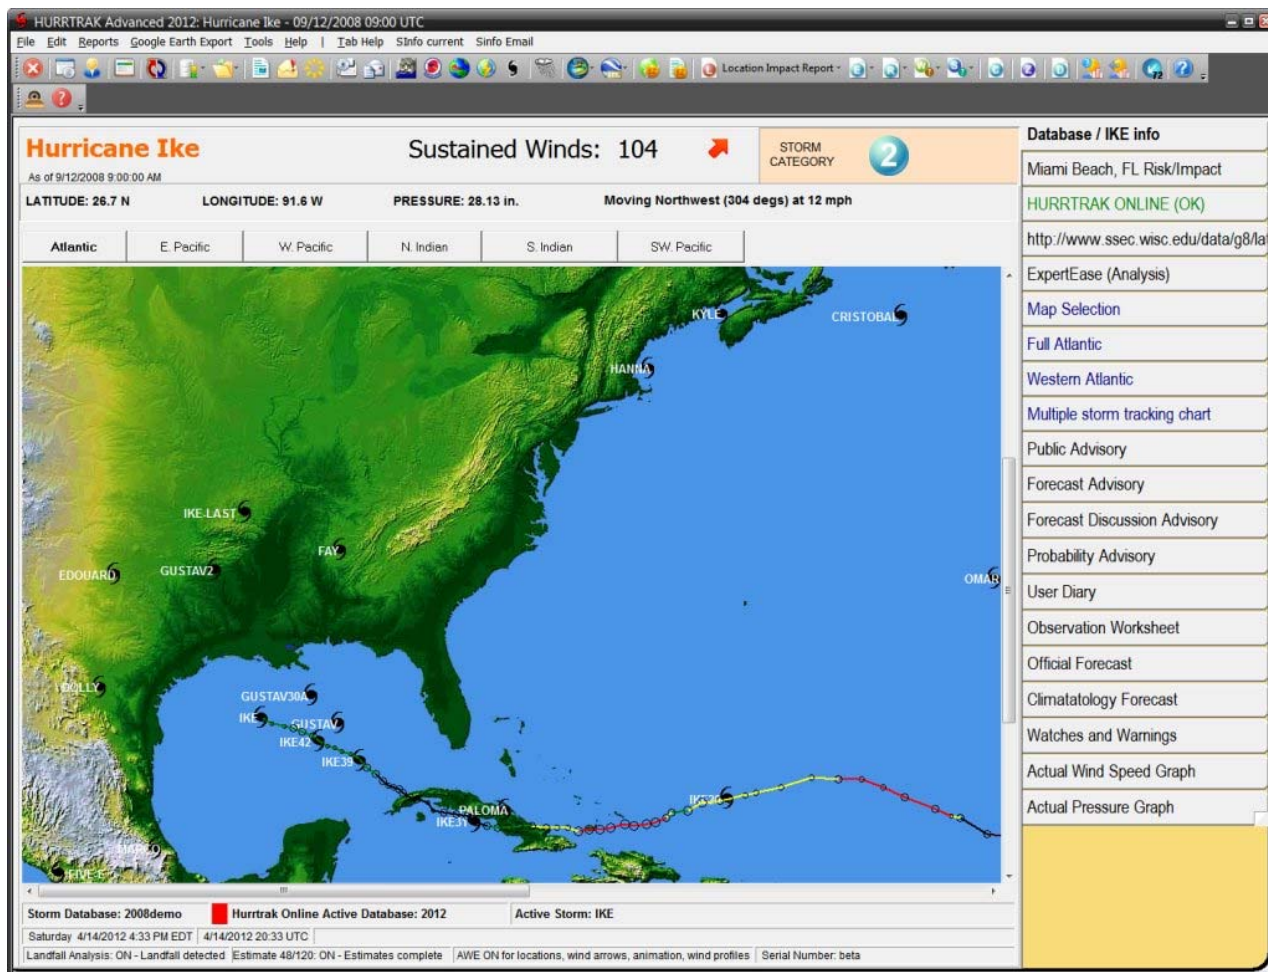 HURRTRAK Advanced 2012: Hurricane Ike - 09/12/2008 09:00 UTC
File Edit Reports Google Earth Export Tools Help | Tab Help SInfo current Sinfo Email
Location Impact Report
72
Hurricane Ike
As of 9/12/2008 9:00:00 AM
Sustained Winds: 104
STORM CATEGORY
2
LATITUDE: 26.7 N LONGITUDE: 91.6 W PRESSURE: 28.13 in. Moving Northwest (304 degs) at 12 mph
Atlantic E. Pacific W. Pacific N. Indian S. Indian SW. Pacific
KYLE
CRISTOBAL
HANNA
IKE-LAST
FAY
EDOUARD
GUSTAV2
OMAR
DOLLY
GUSTAV30A
IKE
GUSTAV
IKE42
IKE39
PALOMA
IKE31
MARCO
FIVE-E
Database / IKE info
Miami Beach, FL Risk/Impact
HURRTRAK ONLINE (OK)
http://www.ssec.wisc.edu/data/g8/la
ExpertEase (Analysis)
Map Selection
Full Atlantic
Western Atlantic
Multiple storm tracking chart
Public Advisory
Forecast Advisory
Forecast Discussion Advisory
Probability Advisory
User Diary
Observation Worksheet
Official Forecast
Climatatology Forecast
Watches and Warnings
Actual Wind Speed Graph
Actual Pressure Graph
Storm Database: 2008demo Hurrtrak Online Active Database: 2012 Active Storm: IKE
Saturday 4/14/2012 4:33 PM EDT 4/14/2012 20:33 UTC
Landfall Analysis: ON - Landfall detected Estimate 48/120: ON - Estimates complete AWE ON for locations, wind arrows, animation, wind profiles Serial Number: beta